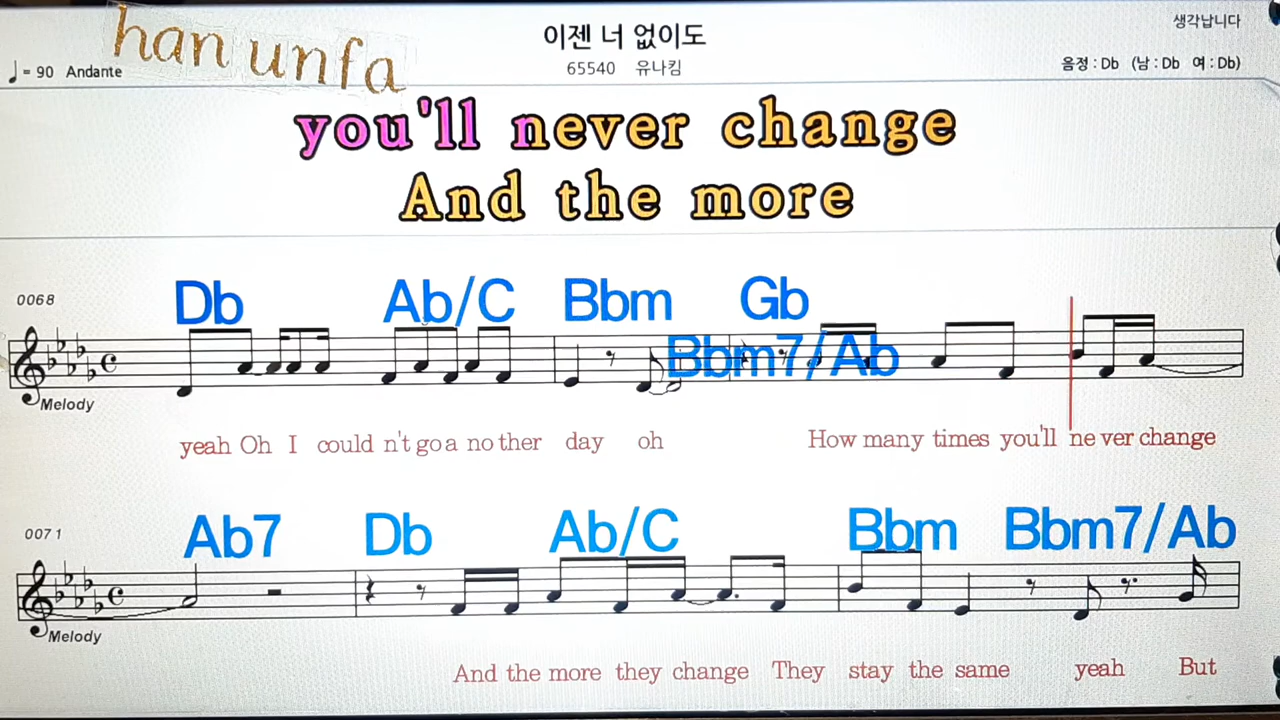 han unfa
이젠 너 없이도
생각납니다
♩= 90 Andante
65540 유나킴
음정 : Db (남 : Db 여 : Db)
you'll never change
And the more
0068
Db Ab/C Bbm Gb
Bbm7/Ab
Melody
yeah Oh I could n't go a no ther day oh How many times you'll ne ver change
0071
Ab7 Db Ab/C Bbm Bbm7/Ab
Melody
And the more they change They stay the same yeah But